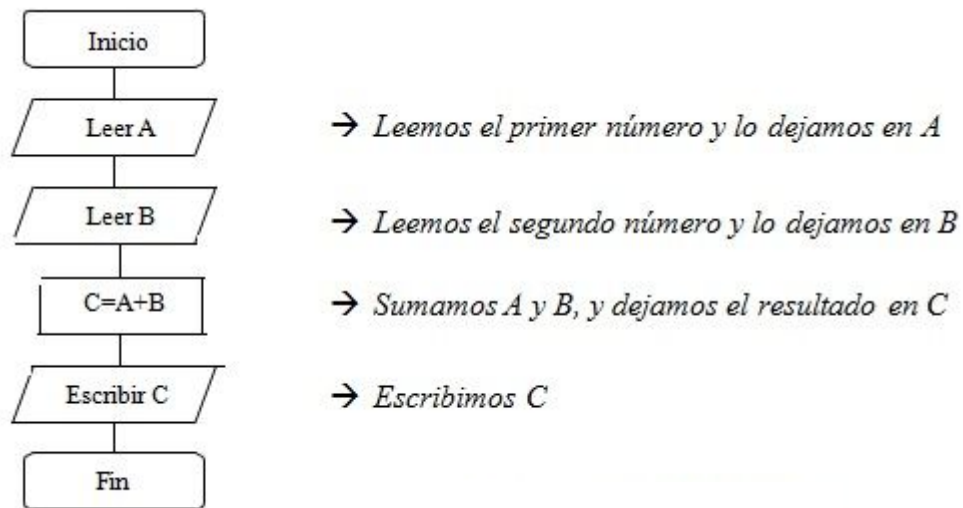 Inicio
Leer A
→ Leemos el primer número y lo dejamos en A
Leer B
→ Leemos el segundo número y lo dejamos en B
C=A+B
→ Sumamos A y B, y dejamos el resultado en C
Escribir C
→ Escribimos C
Fin